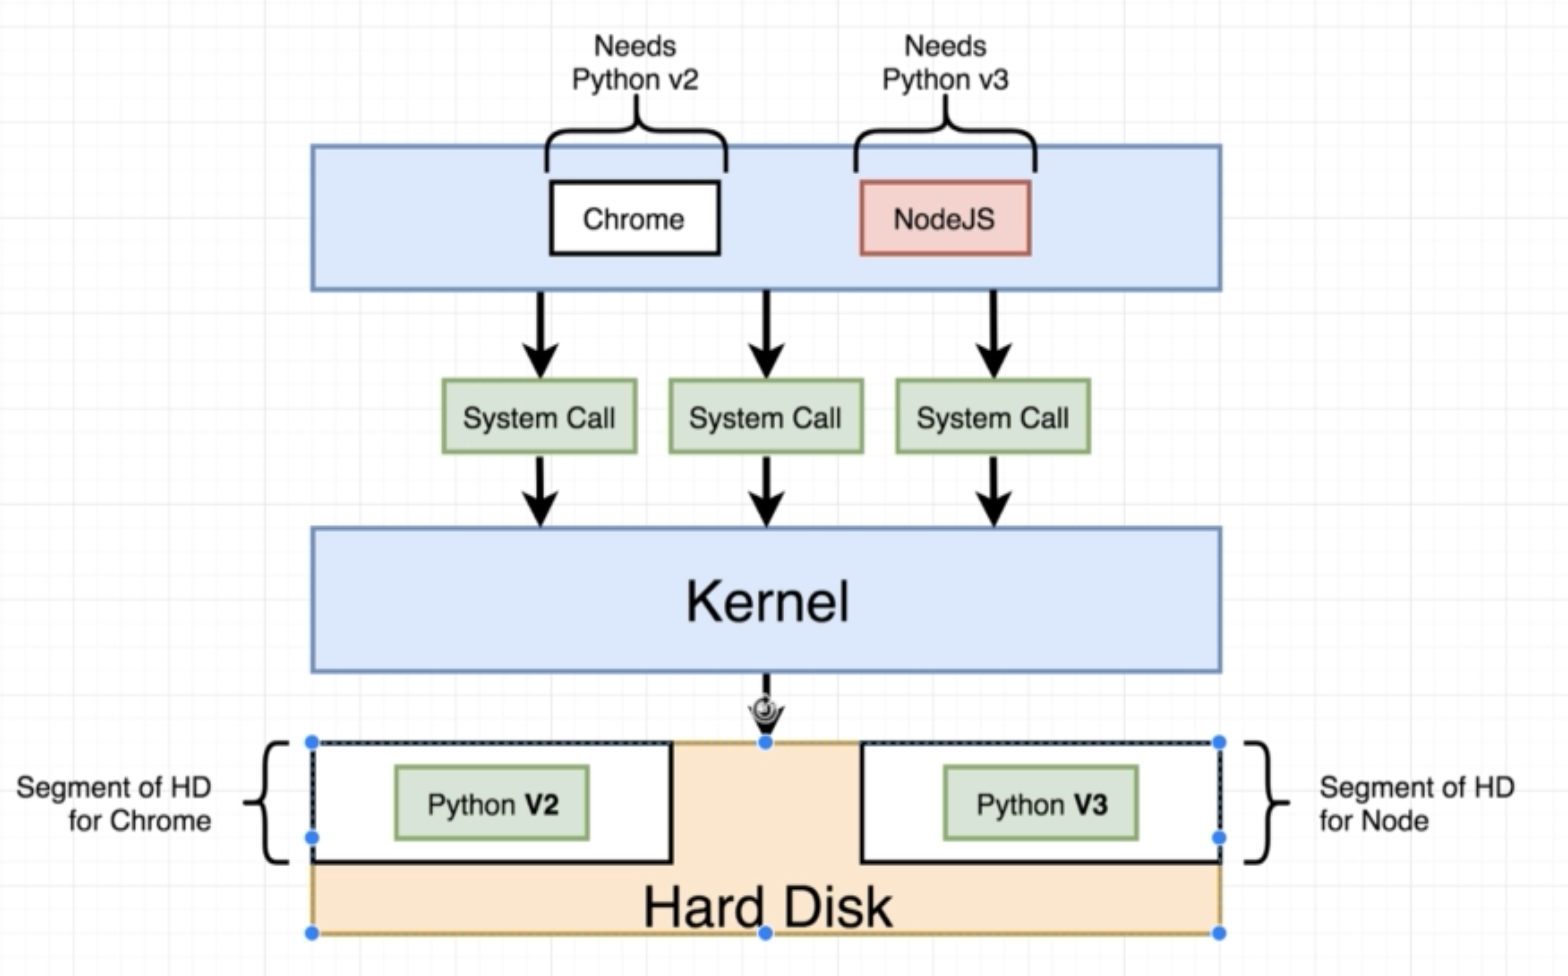 Needs
Python v2
Needs
Python v3
Chrome
NodeJS
System Call
System Call
System Call
Kernel
Segment of HD
for Chrome
Python V2
Python V3
Segment of HD
for Node
Hard Disk